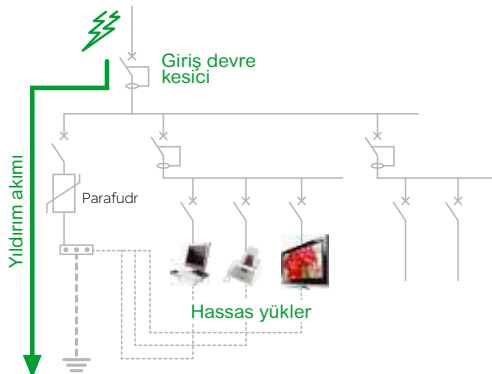 Giriş devre
kesici
Yıldırım akımı
Parafudr
Hassas yükler